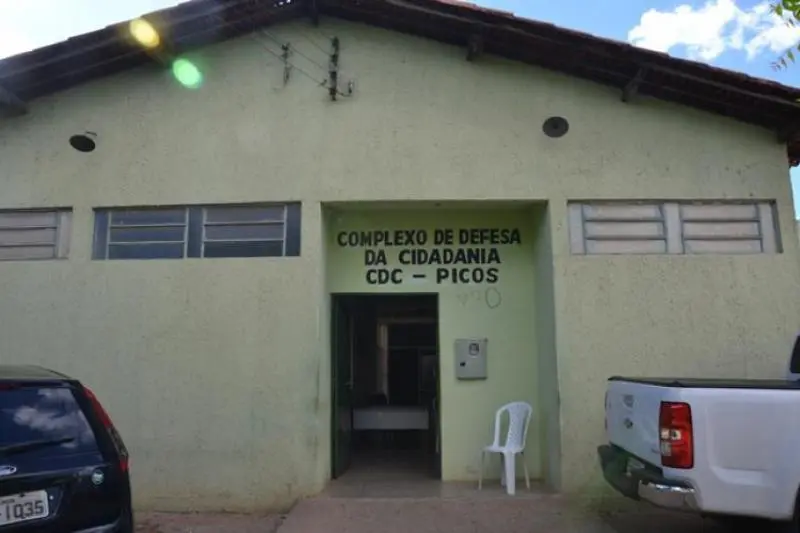 COMPLEXO DE DEFESA
DA CIDADANIA
CDC - PICOS